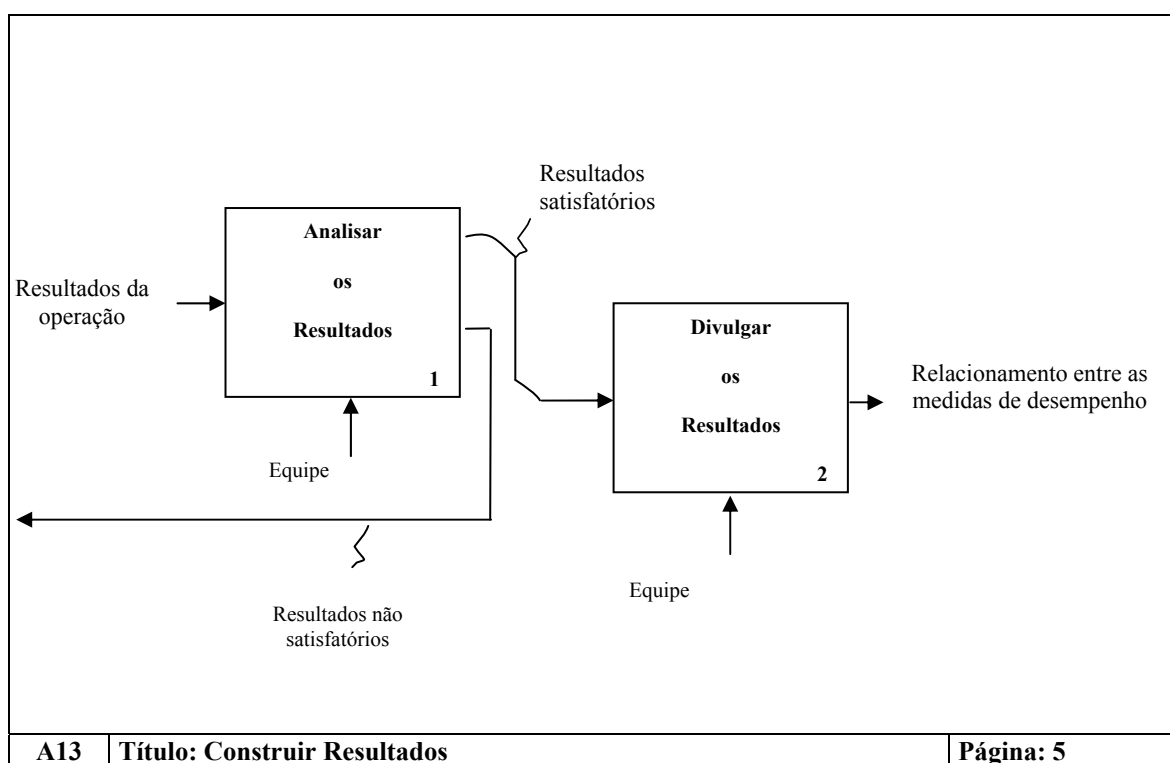 Resultados
satisfatórios
Analisar
os
Resultados
1
Resultados da
operação
Equipe
Divulgar
os
Resultados
2
Relacionamento entre as
medidas de desempenho
Equipe
Resultados não
satisfatórios
A13 Título: Construir Resultados Página: 5